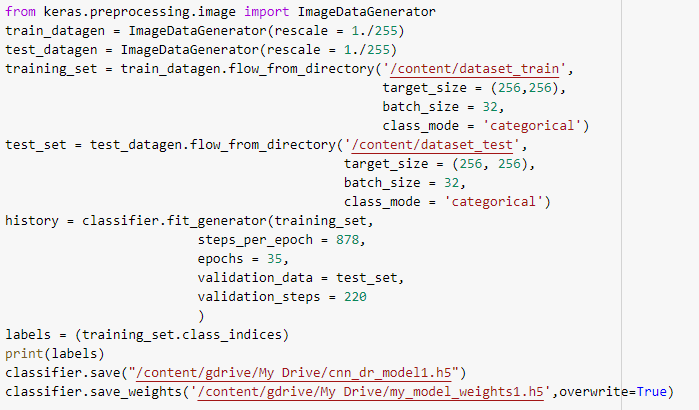 from keras.preprocessing.image import ImageDataGenerator
train_datagen = ImageDataGenerator(rescale = 1./255)
test_datagen = ImageDataGenerator(rescale = 1./255)
training_set = train_datagen.flow_from_directory('/content/dataset_train',
target_size = (256,256),
batch_size = 32,
class_mode = 'categorical')
test_set = test_datagen.flow_from_directory('/content/dataset_test',
target_size = (256, 256),
batch_size = 32,
class_mode = 'categorical')
history = classifier.fit_generator(training_set,
steps_per_epoch = 878,
epochs = 35,
validation_data = test_set,
validation_steps = 220
)
labels = (training_set.class_indices)
print(labels)
classifier.save("/content/gdrive/My Drive/cnn_dr_model1.h5")
classifier.save_weights('/content/gdrive/My Drive/my_model_weights1.h5',overwrite=True)